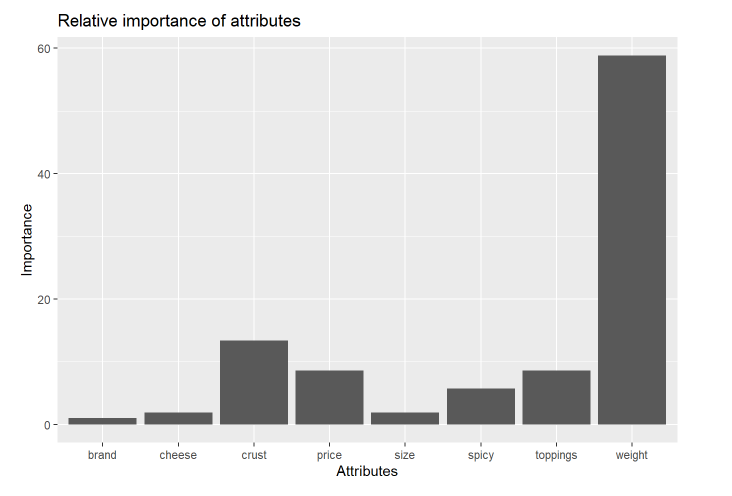 Relative importance of attributes
60
40
20
0
Importance
brand cheese crust price size spicy toppings weight
Attributes